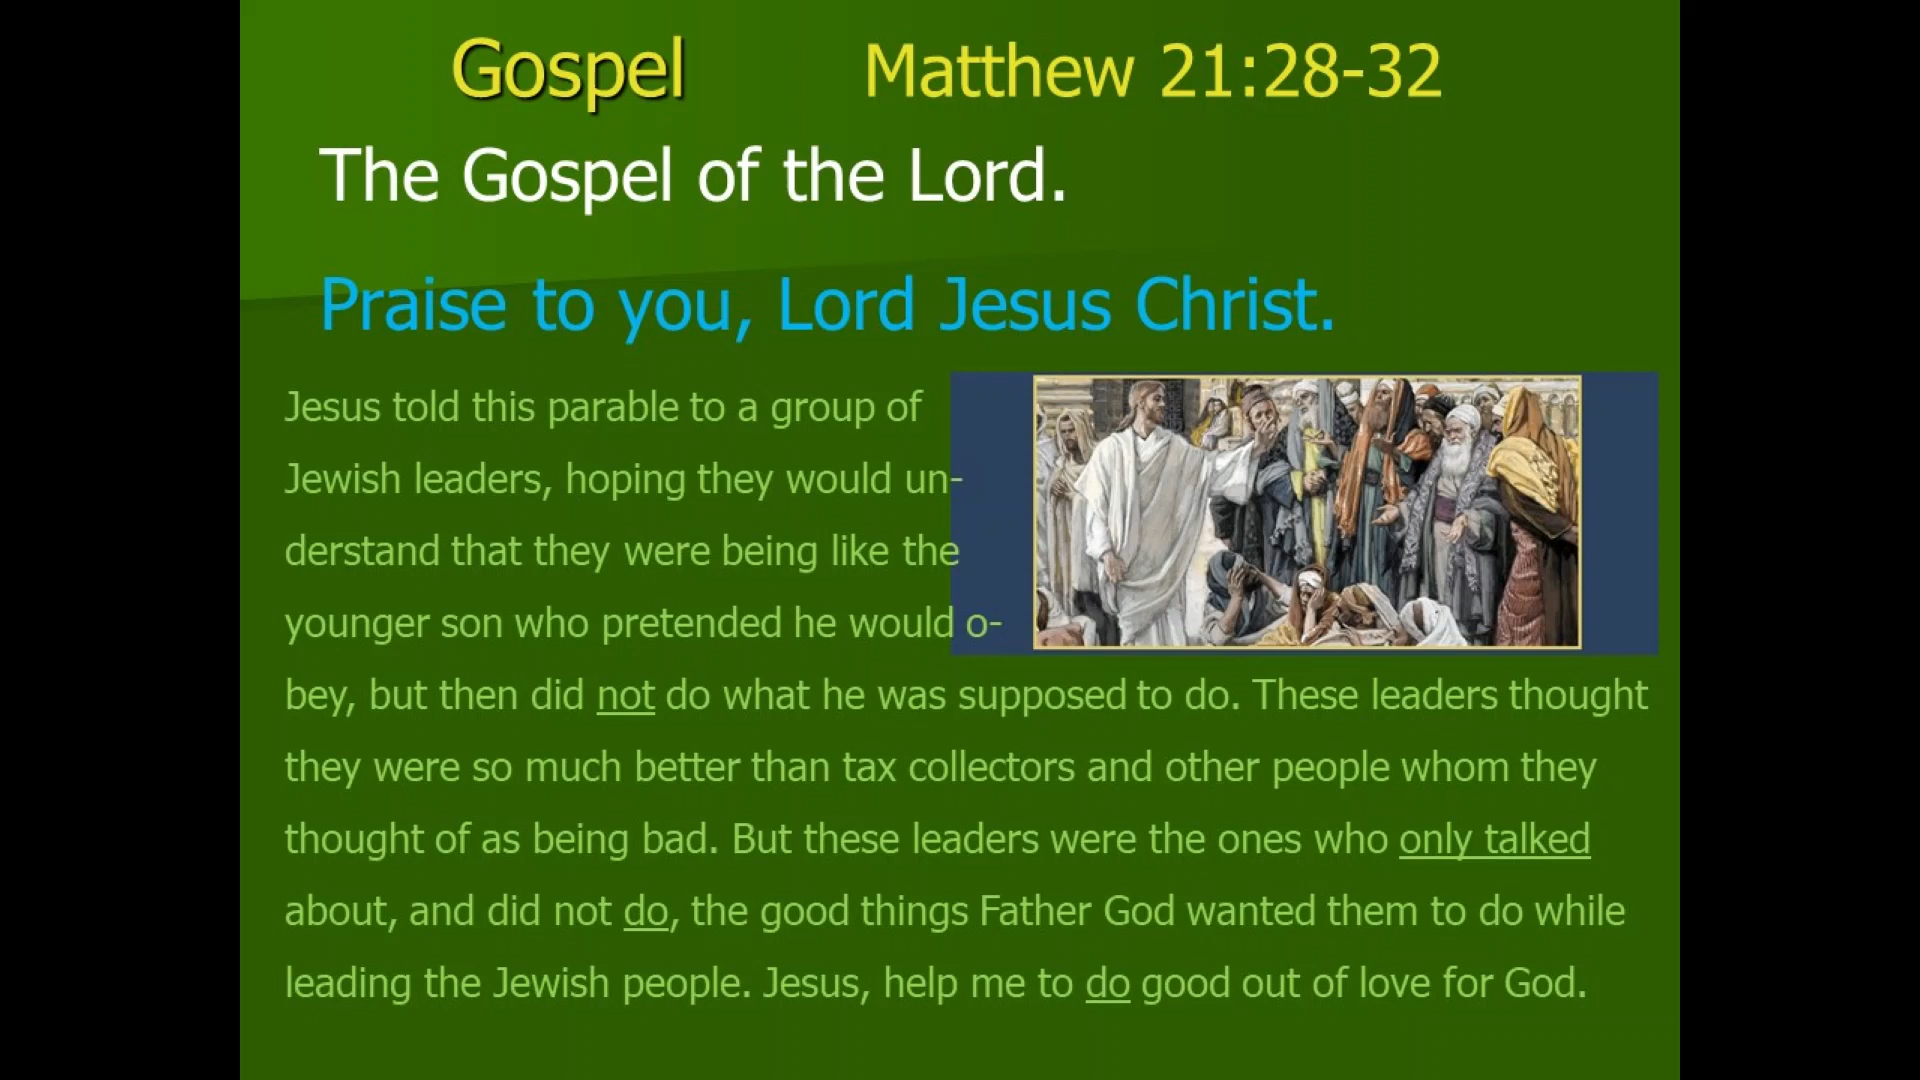 Gospel Matthew 21:28-32
The Gospel of the Lord.
Praise to you, Lord Jesus Christ.
Jesus told this parable to a group of
Jewish leaders, hoping they would un-
derstand that they were being like the
younger son who pretended he would o-
bey, but then did not do what he was supposed to do. These leaders thought
they were so much better than tax collectors and other people whom they
thought of as being bad. But these leaders were the ones who only talked
about, and did not do, the good things Father God wanted them to do while
leading the Jewish people. Jesus, help me to do good out of love for God.